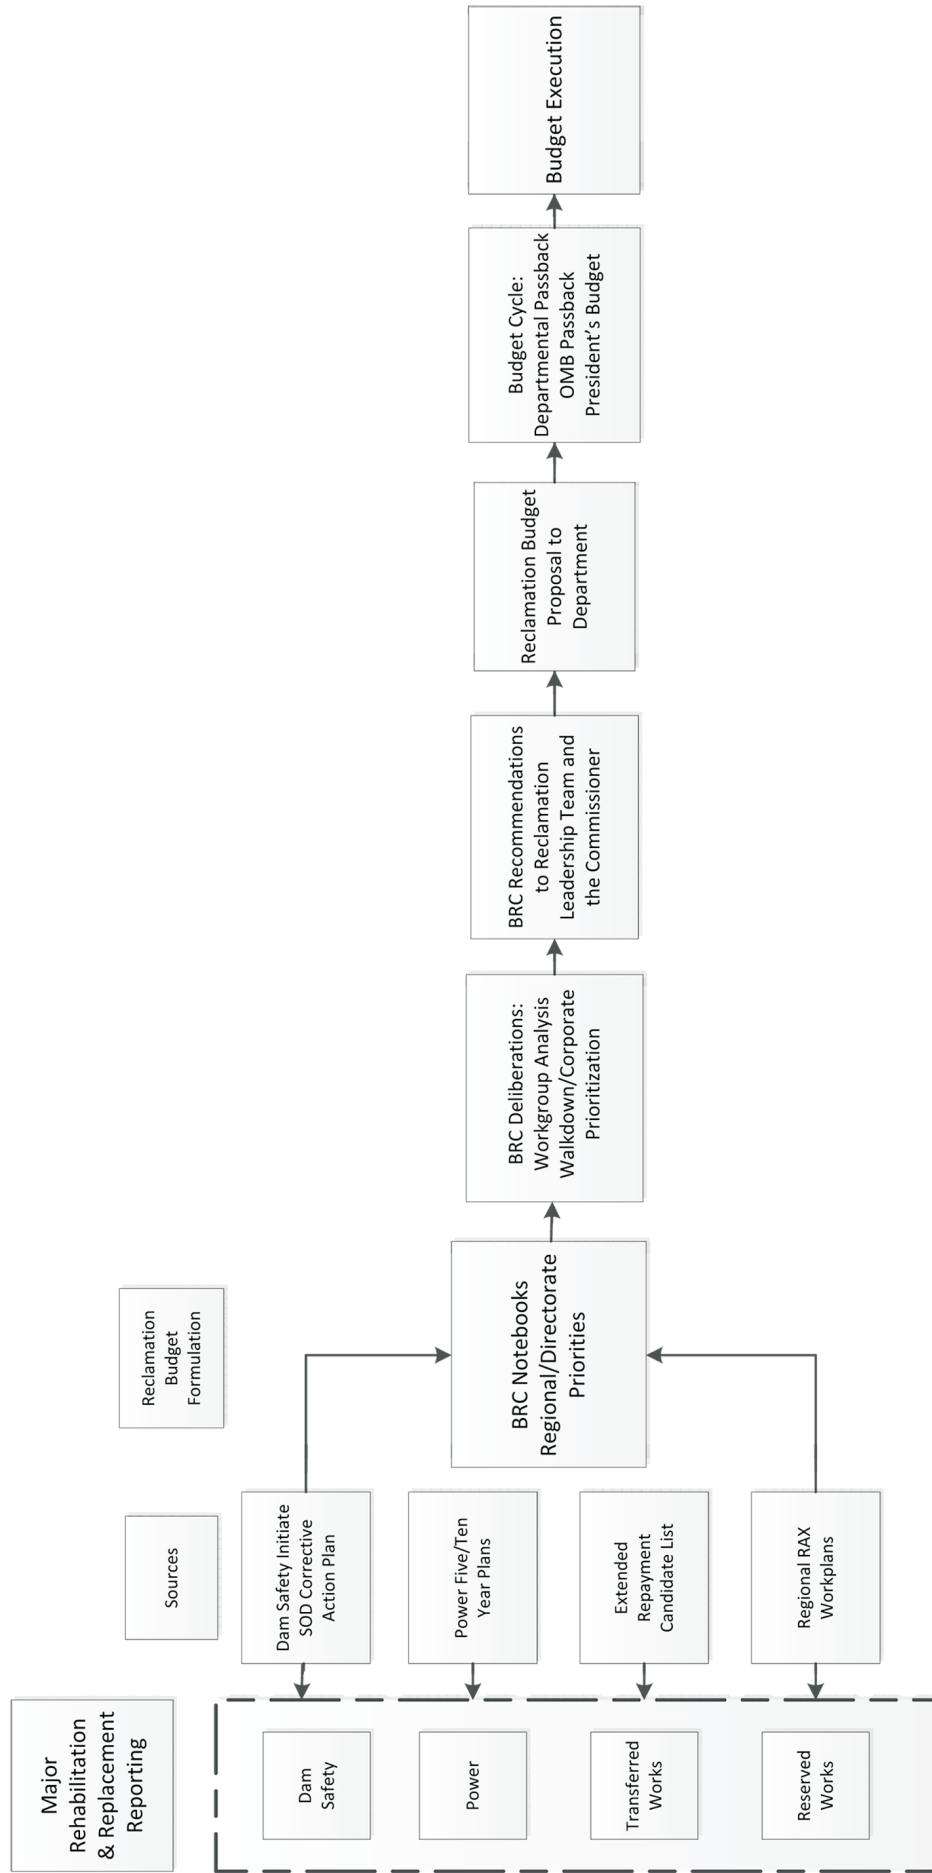 Major
Rehabilitation
& Replacement
Reporting
Sources
Reclamation
Budget
Formulation
Dam
Safety
Dam Safety Initiate
SOD Corrective
Action Plan
Power
Power Five/Ten
Year Plans
Transferred
Works
Extended
Repayment
Candidate List
Reserved
Works
Regional RAX
Workplans
BRC Notebooks
Regional/Directorate
Priorities
BRC Deliberations:
Workgroup Analysis
Walkdown/Corporate
Prioritization
BRC Recommendations
to Reclamation
Leadership Team and
the Commissioner
Reclamation Budget
Proposal to
Department
Budget Cycle:
Departmental Passback
OMB Passback
President's Budget
Budget Execution